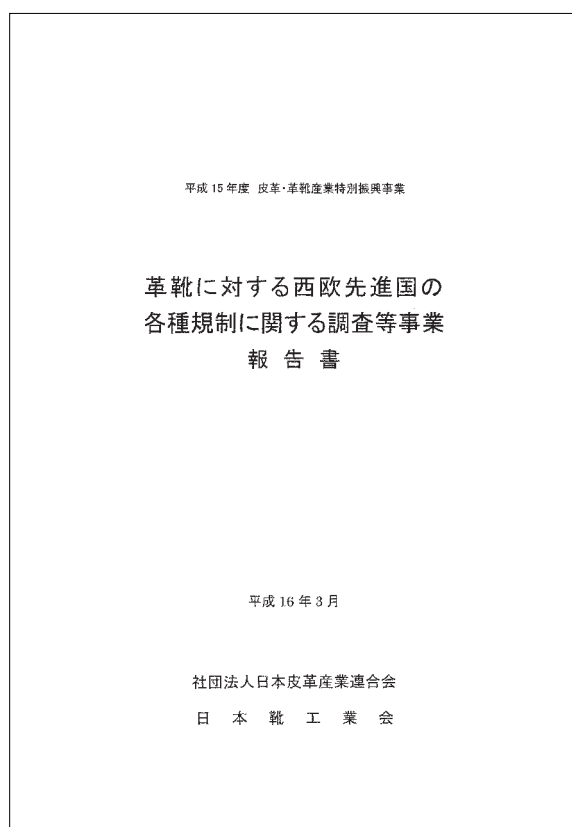 平成15年度 皮革・革靴産業特別振興事業
革靴に対する西欧先進国の
各種規制に関する調査等事業
報告書
平成16年3月
社団法人日本皮革産業連合会
日本靴工業会